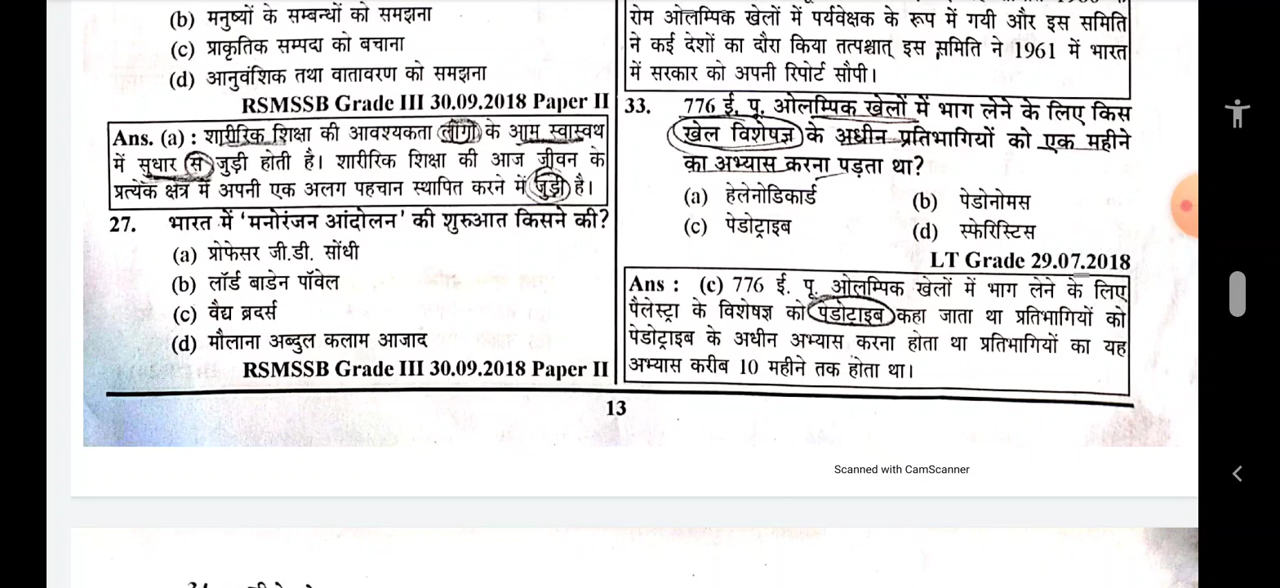 (b) मनुष्यों के सम्बन्धों को समझना
(c) प्राकृतिक सम्पदा को बचाना
(d) आनुवंशिक तथा वातावरण को समझना
RSMSSB Grade III 30.09.2018 Paper II
Ans. (a) : शारीरिक शिक्षा की आवश्यकता लोगों के आम स्वास्थ्य
में सुधार से जुड़ी होती है। शारीरिक शिक्षा की आज जीवन के
प्रत्येक क्षेत्र में अपनी एक अलग पहचान स्थापित करने में जुड़ी है।
27. भारत में 'मनोरंजन आंदोलन' की शुरुआत किसने की?
(a) प्रोफेसर जी.डी. सोंधी
(b) लॉर्ड बाडेन पॉवेल
(c) वैद्य ब्रदर्स
(d) मौलाना अब्दुल कलाम आजाद
RSMSSB Grade III 30.09.2018 Paper II
रोम ओलम्पिक खेलों में पर्यवेक्षक के रूप में गयी और इस समिति
ने कई देशों का दौरा किया तत्पश्चात् इस समिति ने 1961 में भारत
में सरकार को अपनी रिपोर्ट सौपी।
33. 776 ई. पू. ओलम्पिक खेलों में भाग लेने के लिए किस
खेल विशेषज्ञ के अधीन प्रतिभागियों को एक महीने
का अभ्यास करना पड़ता था?
(a) हेलेनोडिकार्ड
(b) पेडोनोमस
(c) पेडोट्राइब
(d) स्फेरिस्टिस
LT Grade 29.07.2018
Ans : (c) 776 ई. पू. ओलम्पिक खेलों में भाग लेने के लिए
पैलेस्ट्रा के विशेषज्ञ को पेडोट्राइब कहा जाता था प्रतिभागियों को
पेडोट्राइब के अधीन अभ्यास करना होता था प्रतिभागियों का यह
अभ्यास करीब 10 महीने तक होता था।
13
Scanned with CamScanner